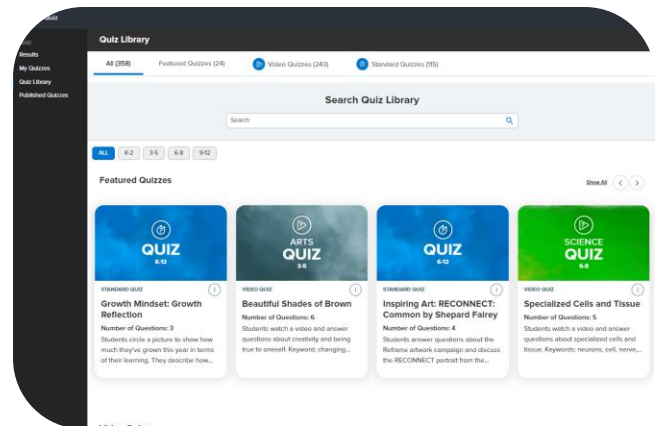 Quiz
Quiz Library
Results
My Quizzes
Quiz Library
Published Quizzes
All (358)
Featured Quizzes (24)
Video Quizzes (243)
Standard Quizzes (115)
Search Quiz Library
Search
ALL
K-2
3-5
6-8
9-12
Featured Quizzes
Show All
QUIZ
K-12
STANDARD QUIZ
Growth Mindset: Growth
Reflection
Number of Questions: 3
Students circle a picture to show how
much they've grown this year in terms
of their learning. They describe how...
ARTS
QUIZ
3-5
VIDEO QUIZ
Beautiful Shades of Brown
Number of Questions: 6
Students watch a video and answer
questions about creativity and being
true to oneself. Keyword: changing,...
QUIZ
6-12
STANDARD QUIZ
Inspiring Art: RECONNECT:
Common by Shepard Fairey
Number of Questions: 4
Students answer questions about the
Reframe artwork campaign and discuss
the RECONNECT portrait from the...
SCIENCE
QUIZ
6-8
VIDEO QUIZ
Specialized Cells and Tissue
Number of Questions: 5
Students watch a video and answer
questions about specialized cells and
tissue. Keywords: neurons, cell, nerve,...